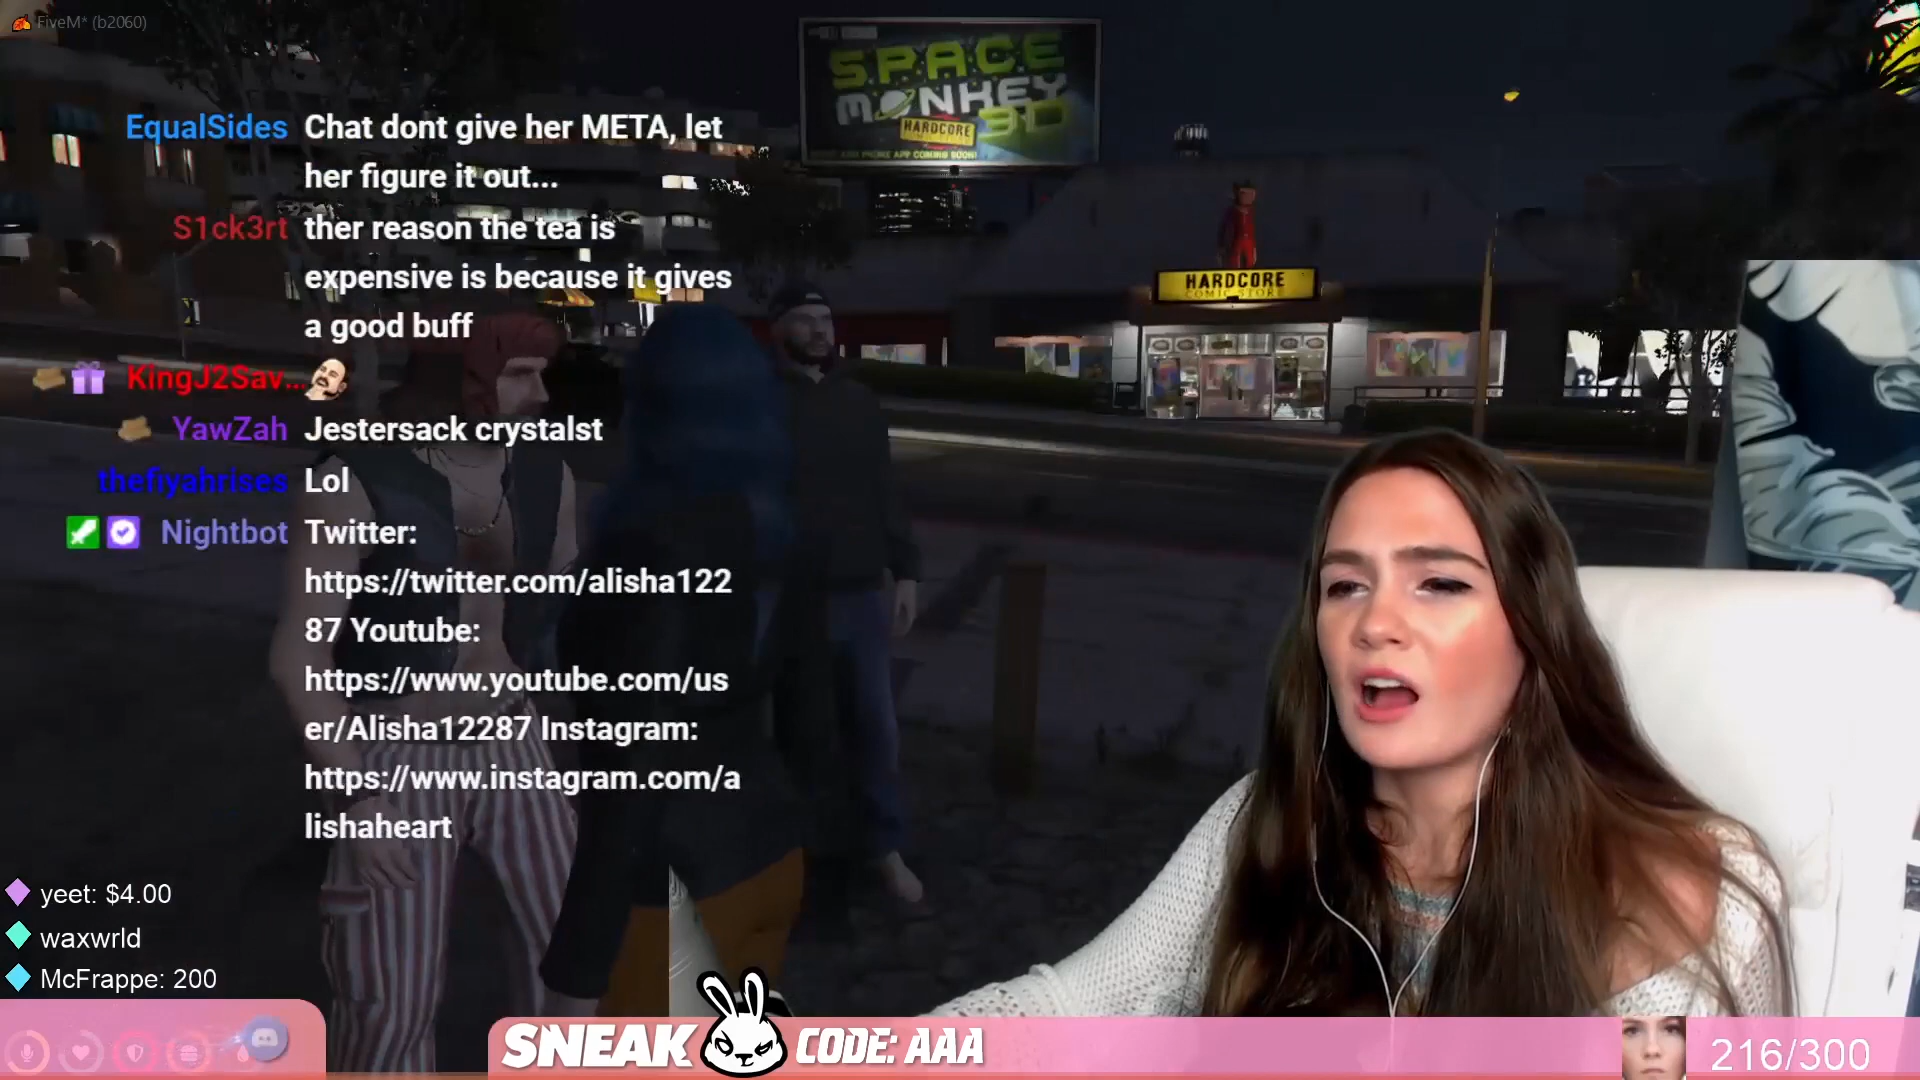 FiveM* (b2060)
SPACE
MONKEY
3D
HARDCORE
EqualSides Chat dont give her META, let
her figure it out...
S1ck3rt ther reason the tea is
expensive is because it gives
a good buff
KingJ2Sav...
YawZah Jestersack crystalst
thefiyahrises Lol
Nightbot Twitter:
https://twitter.com/alisha122
87 Youtube:
https://www.youtube.com/us
er/Alisha12287 Instagram:
https://www.instagram.com/a
lishaheart
HARDCORE
COMIC STORE
yeet: $4.00
waxwrld
McFrappe: 200
SNEAK CODE: AAA
216/300